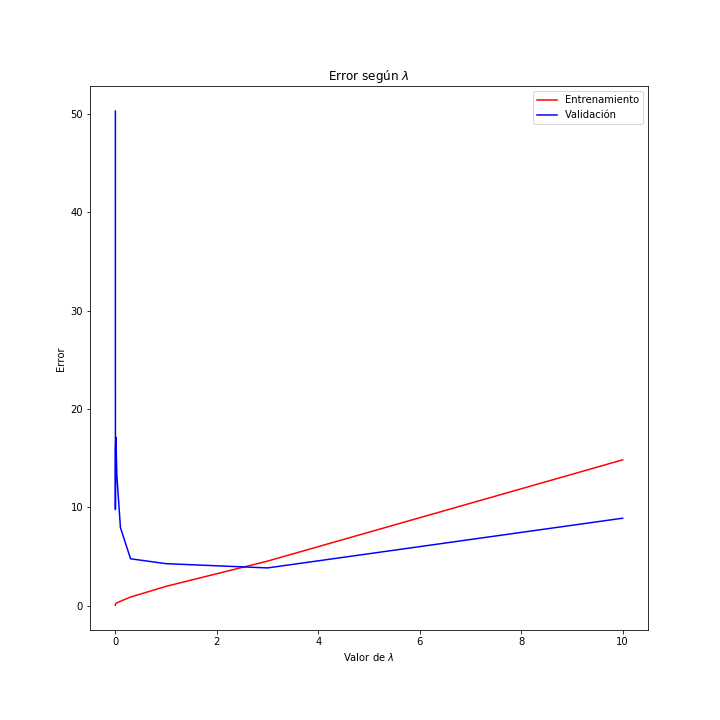 Error según λ
Entrenamiento
Validación
50
40
30
20
10
0
Error
0 2 4 6 8 10
Valor de λ